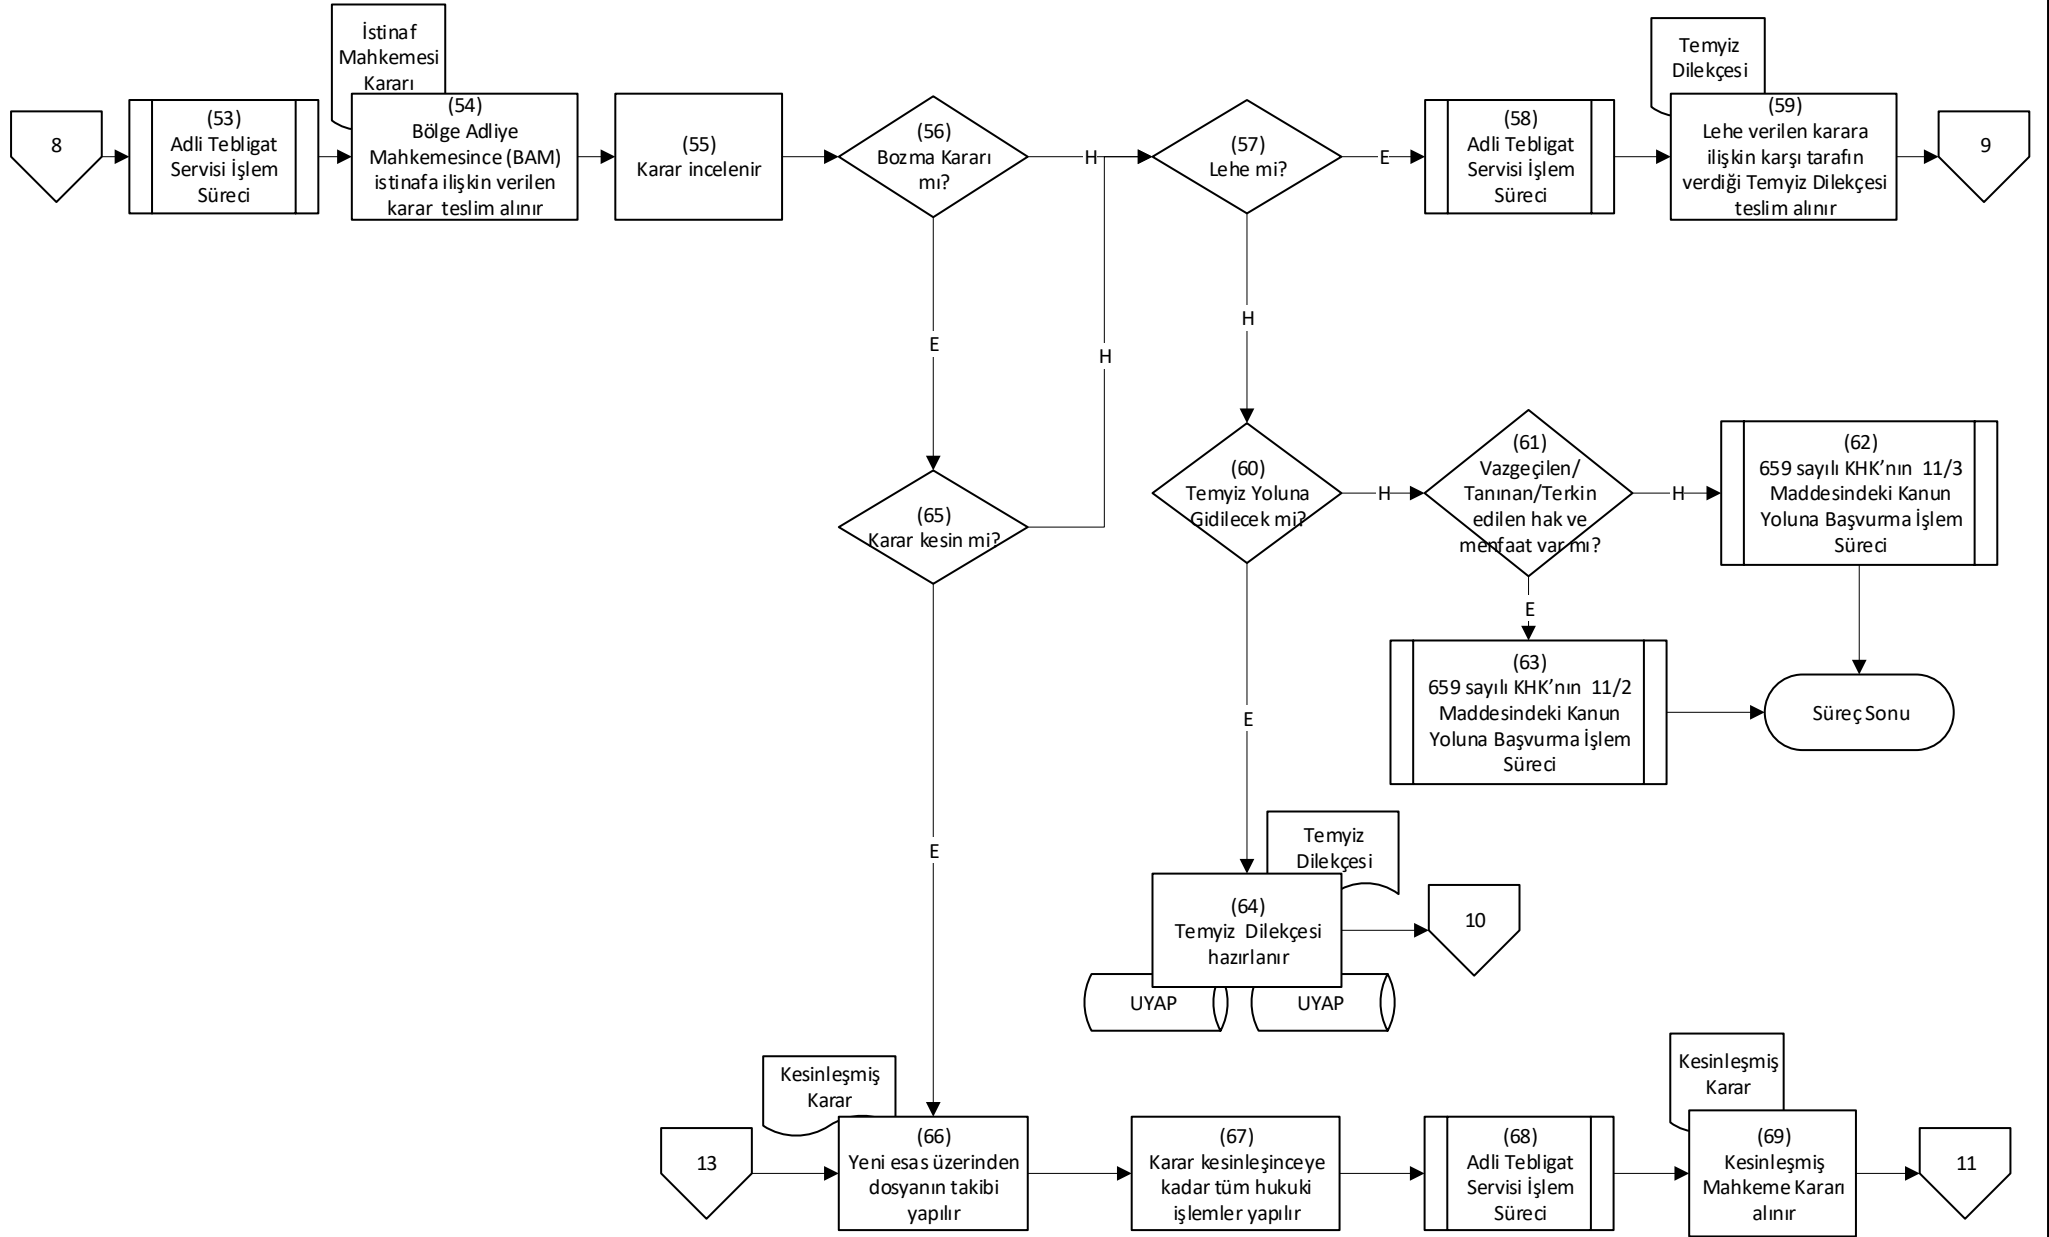 İstinaf
Mahkemesi
Kararı
8
(53)
Adli Tebligat
Servisi İşlem
Süreci
(54)
Bölge Adliye
Mahkemesince (BAM)
istinafa ilişkin verilen
karar teslim alınır
(55)
Karar incelenir
(56)
Bozma Kararı
mı?
H
(57)
Lehe mi?
E
(58)
Adli Tebligat
Servisi İşlem
Süreci
Temyiz
Dilekçesi
(59)
Lehe verilen karara
ilişkin karşı tarafın
verdiği Temyiz Dilekçesi
teslim alınır
9
E
H
H
(65)
Karar kesin mi?
(60)
Temyiz Yoluna
Gidilecek mi?
H
(61)
Vazgeçilen/
Tanınan/Terkin
edilen hak ve
menfaat var mı?
H
(62)
659 sayılı KHK’nın 11/3
Maddesindeki Kanun
Yoluna Başvurma İşlem
Süreci
E
(63)
659 sayılı KHK’nın 11/2
Maddesindeki Kanun
Yoluna Başvurma İşlem
Süreci
Süreç Sonu
E
E
Temyiz
Dilekçesi
(64)
Temyiz Dilekçesi
hazırlanır
UYAP
UYAP
10
Kesinleşmiş
Karar
13
(66)
Yeni esas üzerinden
dosyanın takibi
yapılır
(67)
Karar kesinleşinceye
kadar tüm hukuki
işlemler yapılır
(68)
Adli Tebligat
Servisi İşlem
Süreci
Kesinleşmiş
Karar
(69)
Kesinleşmiş
Mahkeme Kararı
alınır
11